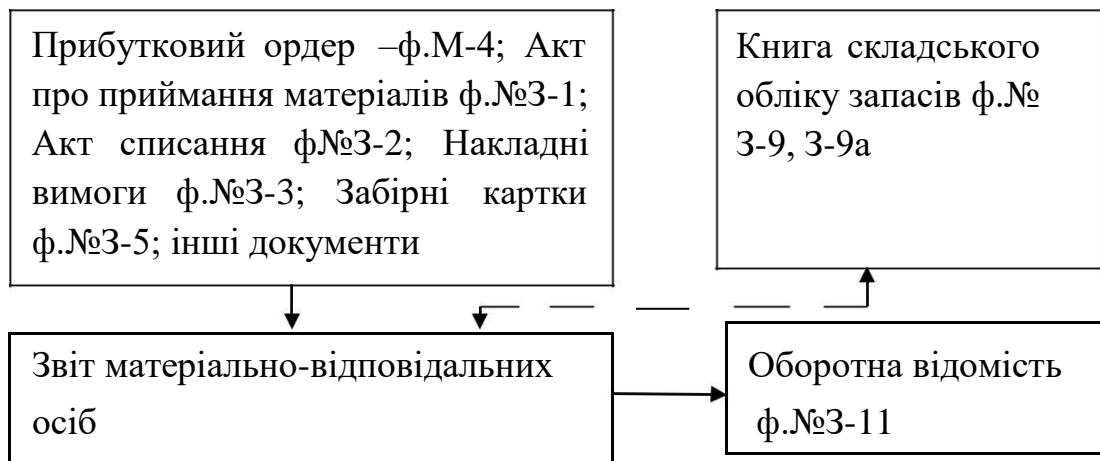 Прибутковий ордер –ф.М-4; Акт
про приймання матеріалів ф.№З-1;
Акт списання ф№З-2; Накладні
вимоги ф.№З-3; Забірні картки
ф.№З-5; інші документи
Книга складського
обліку запасів ф.№
З-9, З-9а
Звіт матеріально-відповідальних
осіб
Оборотна відомість
ф.№З-11